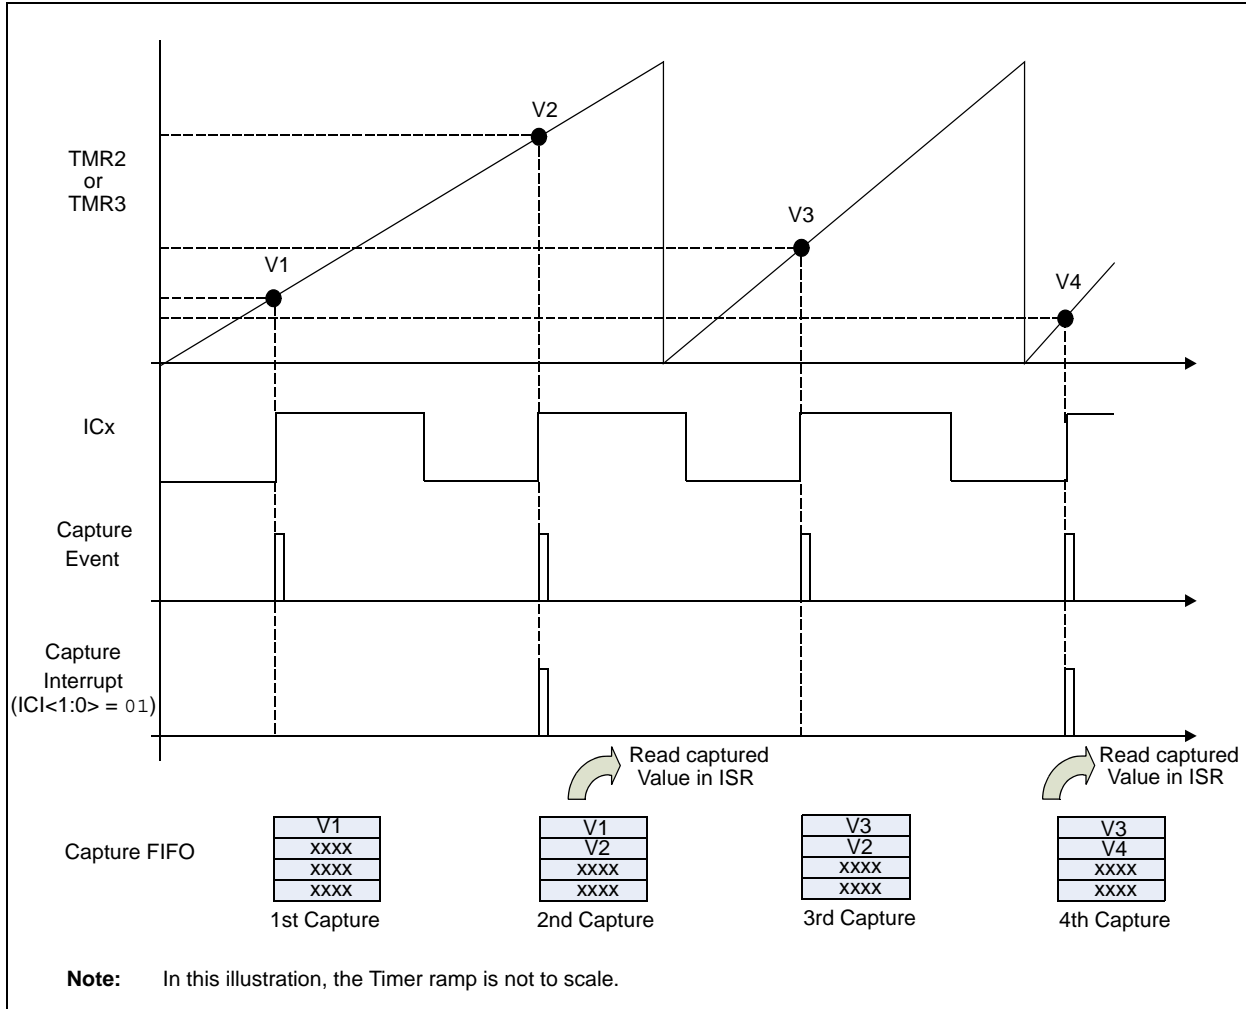 V2
TMR2
or
TMR3
V3
V1
V4
ICx
Capture
Event
Capture
Interrupt
(ICI<1:0> = 01)
Read captured
Value in ISR
Read captured
Value in ISR
Capture FIFO
V1
xxxx
xxxx
xxxx
1st Capture
V1
V2
xxxx
xxxx
2nd Capture
V3
V2
xxxx
xxxx
3rd Capture
V3
V4
xxxx
xxxx
4th Capture
Note: In this illustration, the Timer ramp is not to scale.